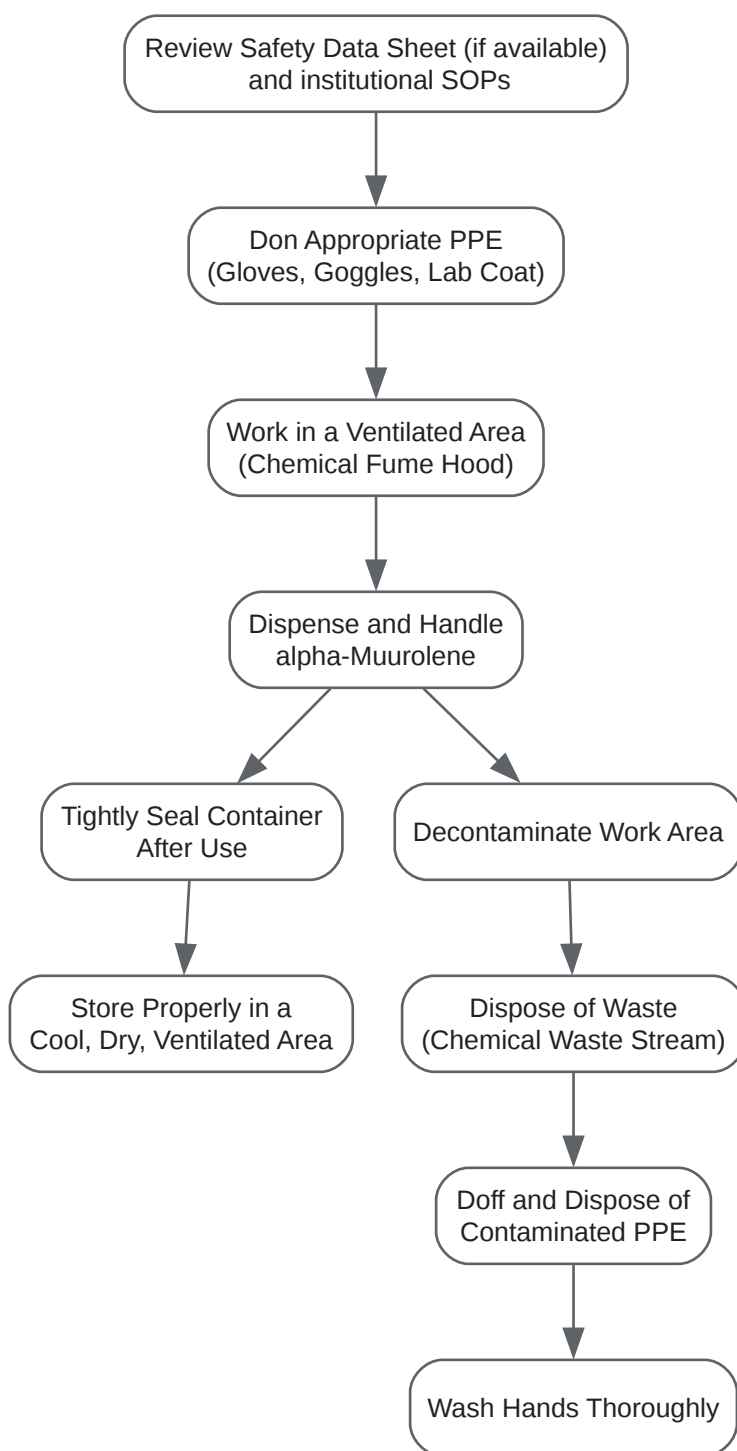 Review Safety Data Sheet (if available)
and institutional SOPs
Don Appropriate PPE
(Gloves, Goggles, Lab Coat)
Work in a Ventilated Area
(Chemical Fume Hood)
Dispense and Handle
alpha-Muurolene
Tightly Seal Container
After Use
Decontaminate Work Area
Store Properly in a
Cool, Dry, Ventilated Area
Dispose of Waste
(Chemical Waste Stream)
Doff and Dispose of
Contaminated PPE
Wash Hands Thoroughly